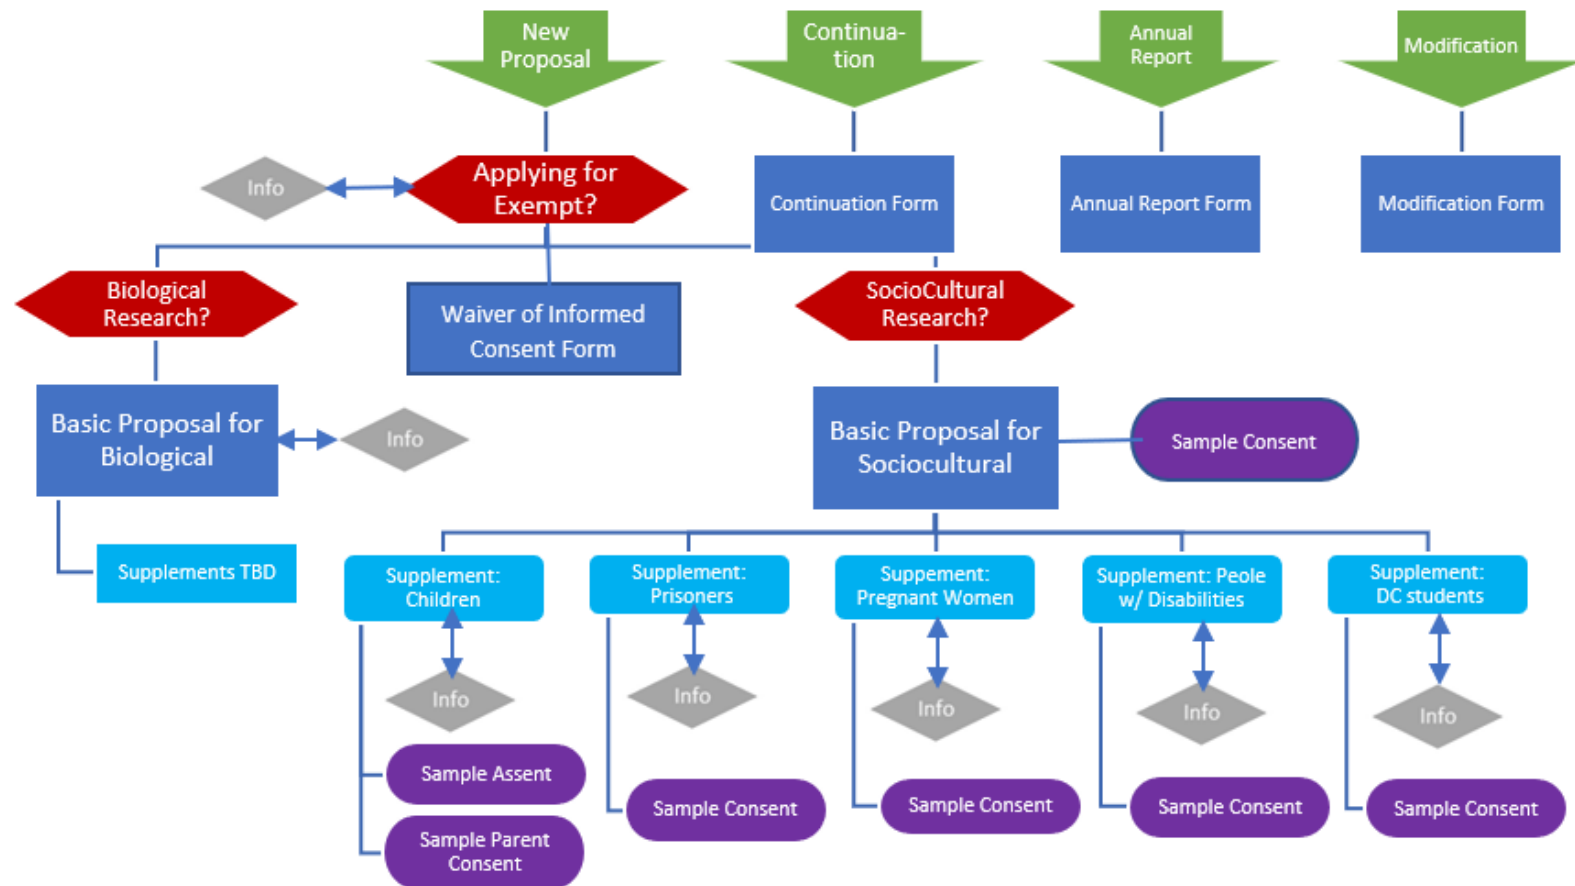 New
Proposal
Continua-
tion
Annual
Report
Modification
Info
Applying for
Exempt?
Continuation Form
Annual Report Form
Modification Form
Biological
Research?
Waiver of Informed
Consent Form
SocioCultural
Research?
Basic Proposal for
Biological
Info
Basic Proposal for
Sociocultural
Sample Consent
Supplements TBD
Supplement:
Children
Supplement:
Prisoners
Suppement:
Pregnant Women
Supplement: Peole
w/ Disabilities
Supplement:
DC students
Info
Info
Info
Info
Info
Sample Assent
Sample Parent
Consent
Sample Consent
Sample Consent
Sample Consent
Sample Consent